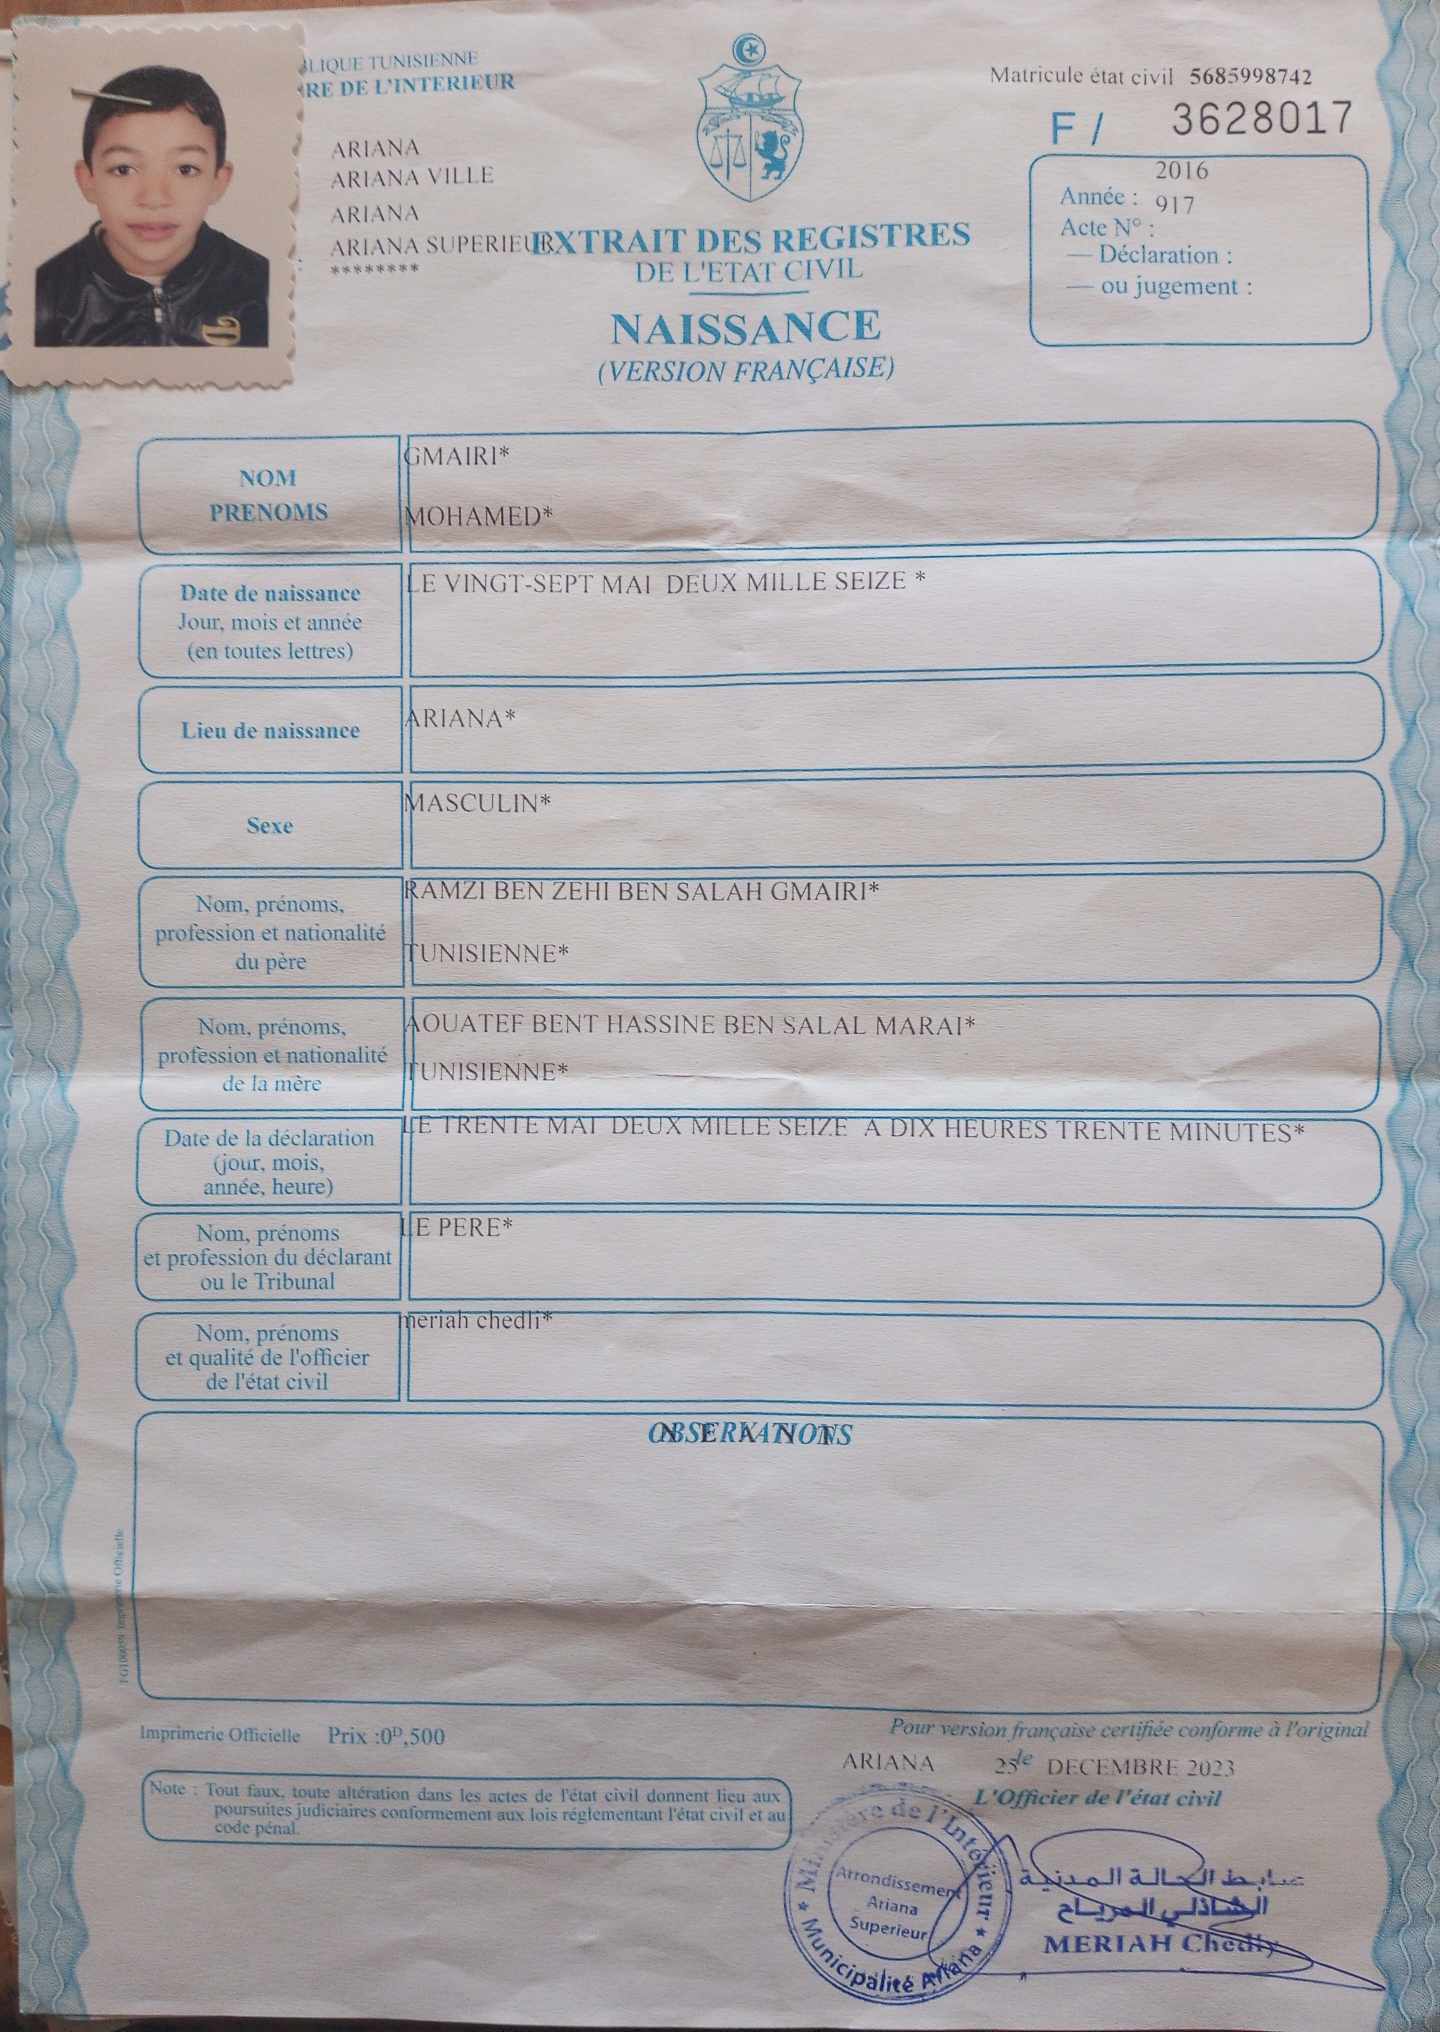 BLIQUE TUNISIENNE
RE DE L'INTERIEUR
ARIANA
ARIANA VILLE
ARIANA
ARIANA SUPERIEUR
********
EXTRAIT DES REGISTRES
DE L'ETAT CIVIL
NAISSANCE
(VERSION FRANÇAISE)
Matricule état civil 5685998742
F / 3628017
2016
Année :
917
Acte N° :
— Déclaration :
— ou jugement :
NOM
PRENOMS
GMAIRI*
MOHAMED*
Date de naissance
Jour, mois et année
(en toutes lettres)
LE VINGT-SEPT MAI DEUX MILLE SEIZE *
Lieu de naissance
ARIANA*
Sexe
MASCULIN*
Nom, prénoms,
profession et nationalité
du père
RAMZI BEN ZEHI BEN SALAH GMAIRI*
TUNISIENNE*
Nom, prénoms,
profession et nationalité
de la mère
AOUATEF BENT HASSINE BEN SALAL MARAI*
TUNISIENNE*
Date de la déclaration
(jour, mois,
année, heure)
LE TRENTE MAI DEUX MILLE SEIZE A DIX HEURES TRENTE MINUTES*
Nom, prénoms
et profession du déclarant
ou le Tribunal
LE PERE*
Nom, prénoms
et qualité de l'officier
de l'état civil
meriah chedli*
OBSERVATIONS
N E A N T
Imprimerie Officielle
Imprimerie Officielle Prix :0D,500
Pour version française certifiée conforme à l'original
ARIANA 25 le DECEMBRE 2023
L'Officier de l'état civil
Note : Tout faux, toute altération dans les actes de l'état civil donnent lieu aux
poursuites judiciaires conformement aux lois réglementant l'état civil et au
code pénal.
Ministère de l'Intérieur
Arrondissement
Ariana
Superieur
* Municipalité Ariana *
ضابط الحالة المدنية
الشاذلي المرياح
MERIAH Chedly